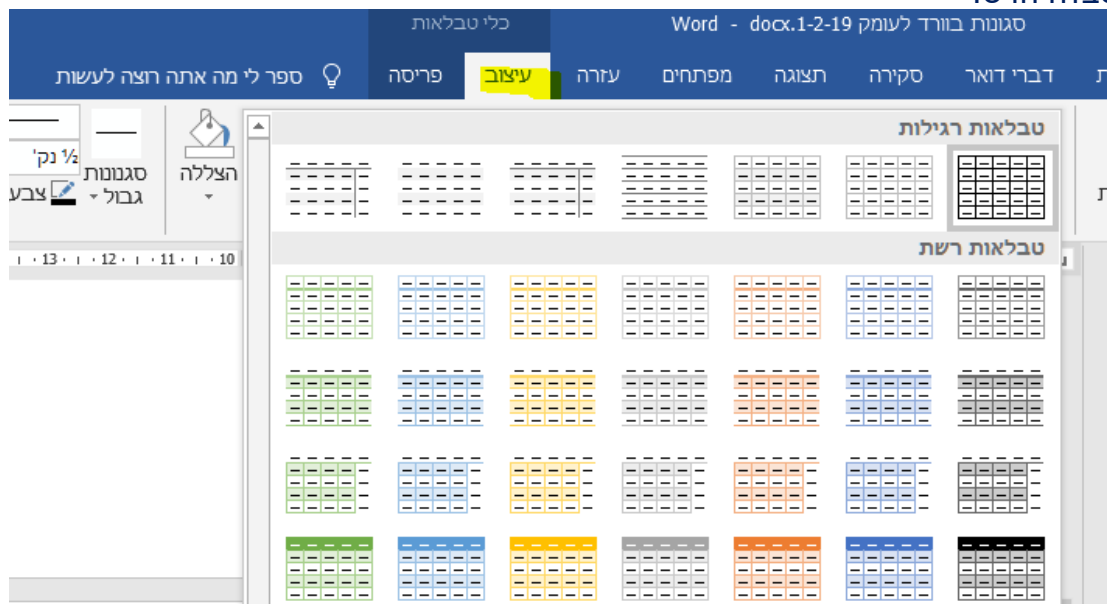 כלי טבלאות
סגנונות בוורד לעומק 1-2-19.docx - Word
דברי דואר סקירה תצוגה מפתחים עזרה עיצוב פריסה ספר לי מה אתה רוצה לעשות
טבלאות רגילות
הצללה
סגנונות גבול
½ נק'
צבע
טבלאות רשת
10 11 12 13